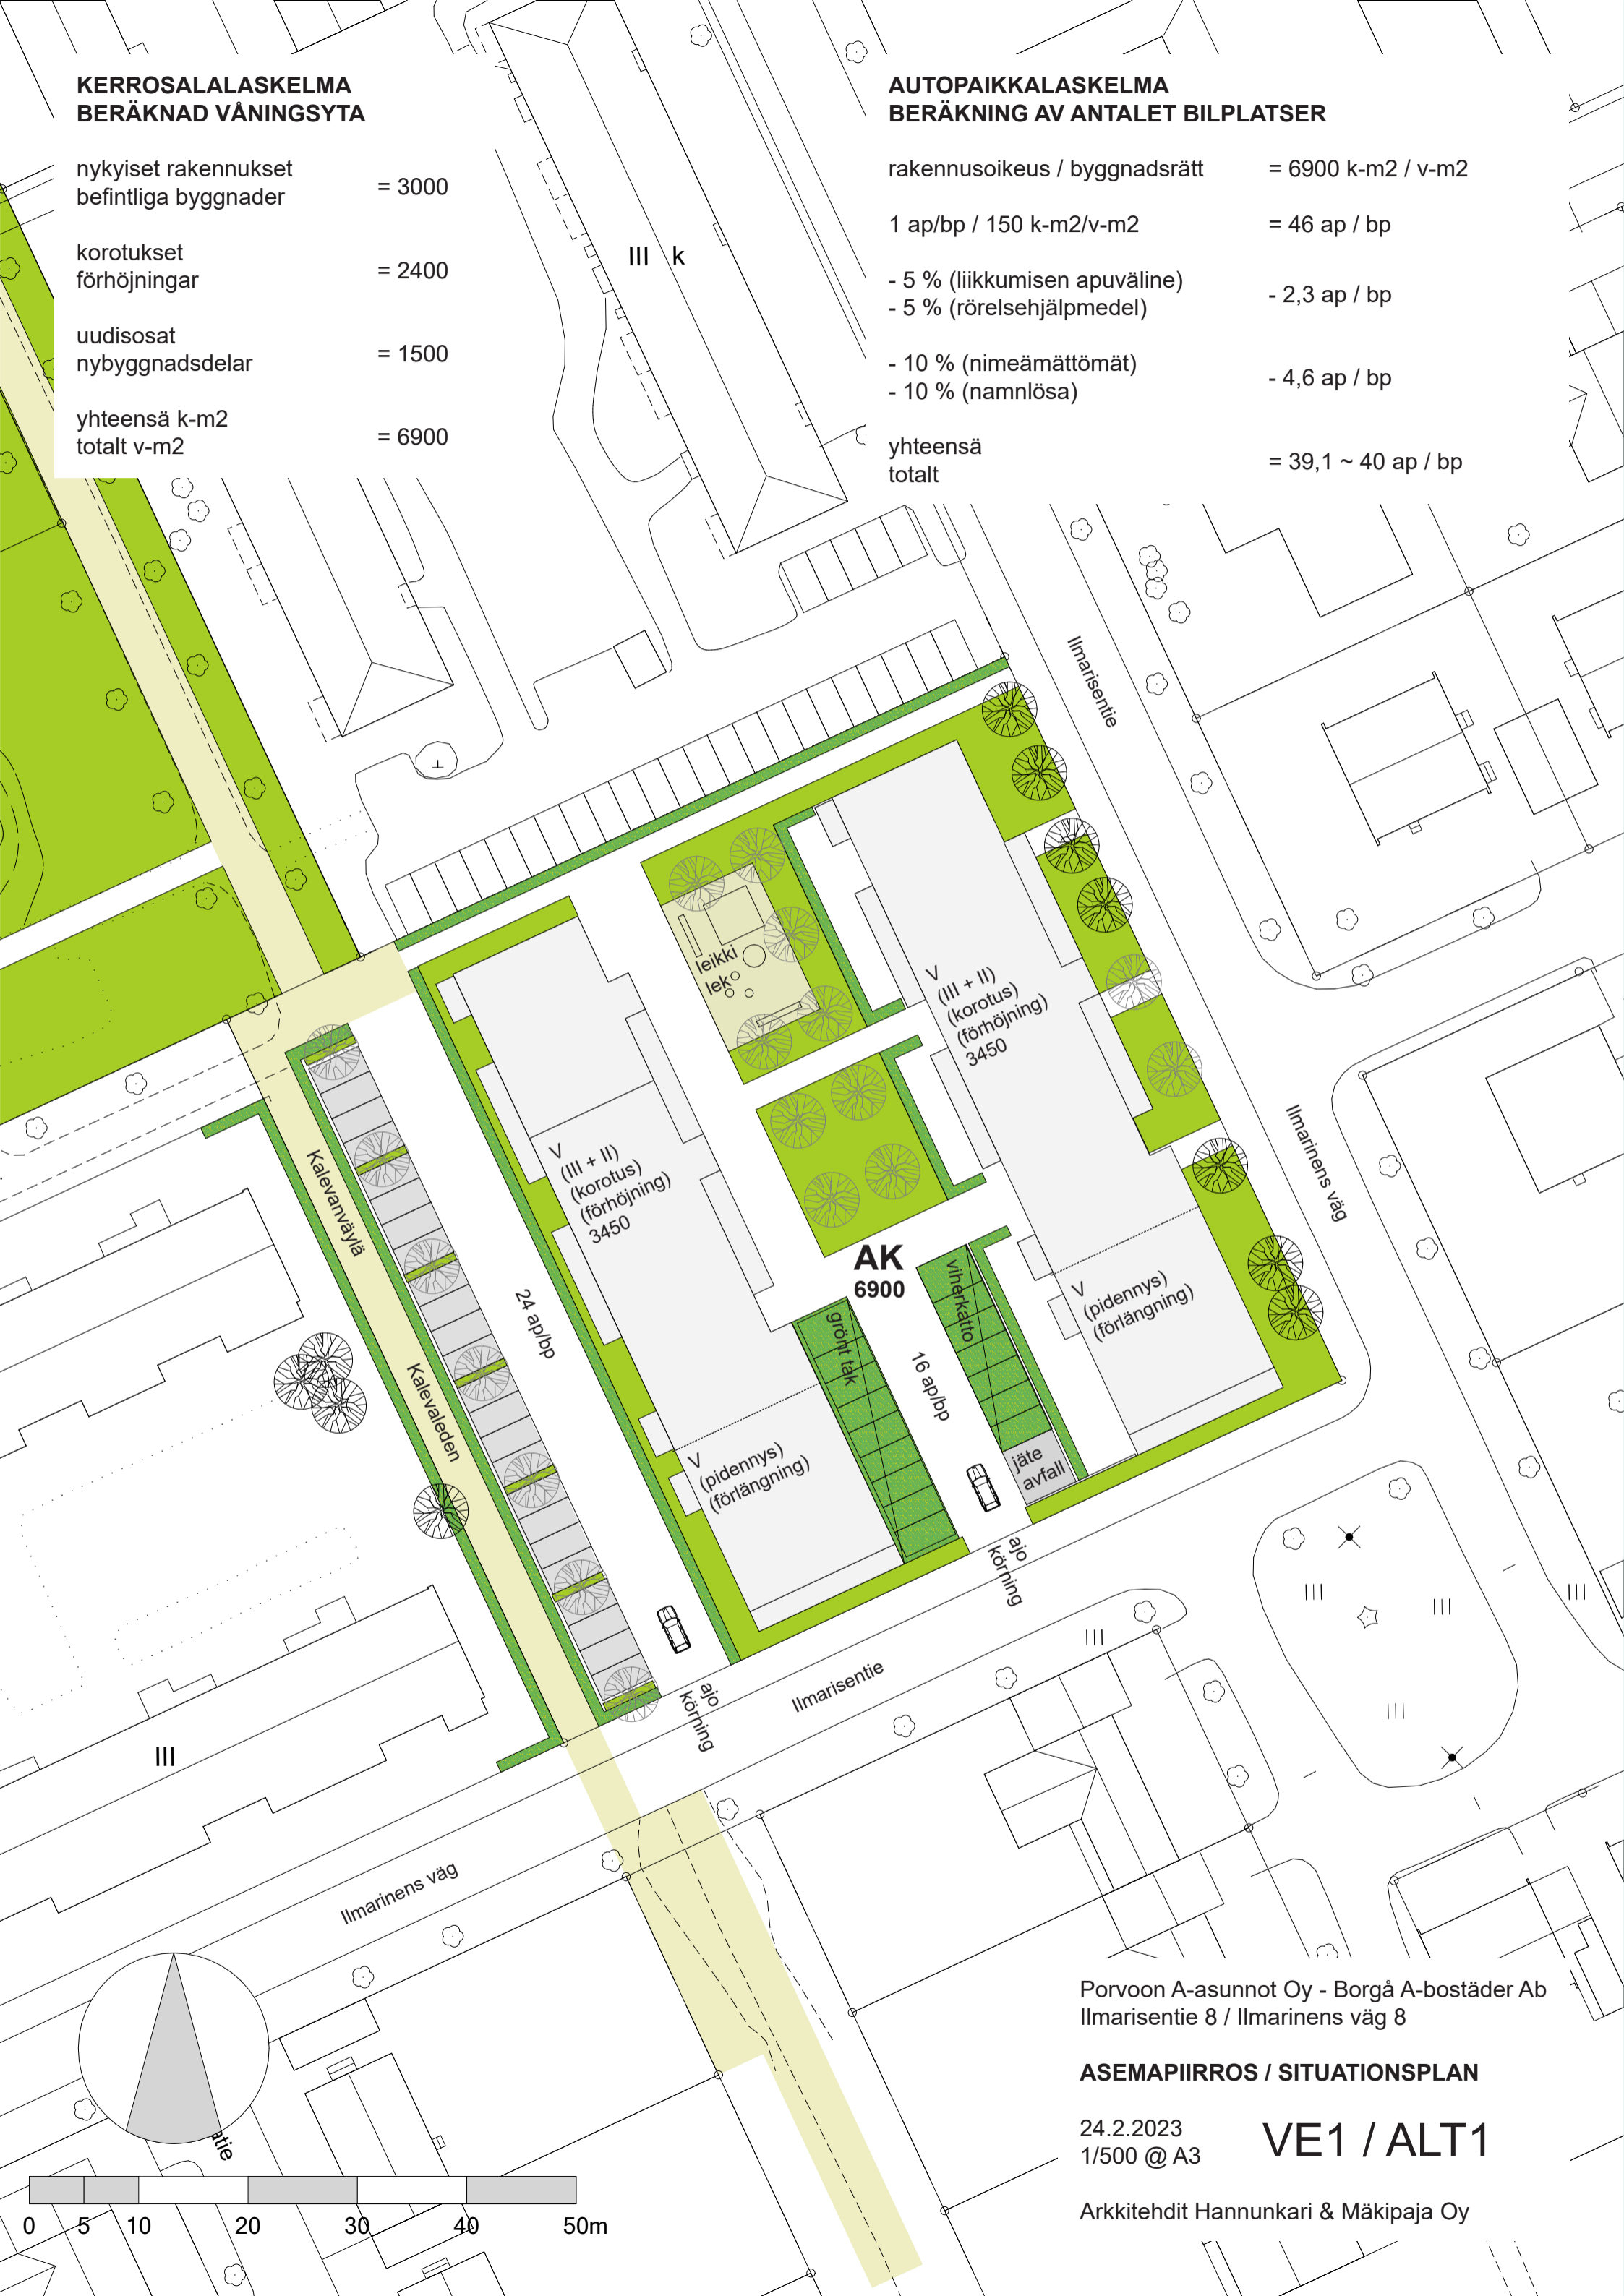 KERROSALALASKELMA
BERÄKNAD VÅNINGSYTA
nykyiset rakennukset
befintliga byggnader
= 3000
korotukset
förhöjningar
= 2400
uudisosat
nybyggnadsdelar
= 1500
yhteensä k-m2
totalt v-m2
= 6900
AUTOPAIKKALASKELMA
BERÄKNING AV ANTALET BILPLATSER
rakennusoikeus / byggnadsrätt
= 6900 k-m2 / v-m2
1 ap/bp / 150 k-m2/v-m2
= 46 ap / bp
- 5 % (liikkumisen apuväline)
- 5 % (rörelsehjälpmedel)
- 2,3 ap / bp
- 10 % (nimeämättömät)
- 10 % (namnlösa)
- 4,6 ap / bp
yhteensä
totalt
= 39,1 ~ 40 ap / bp
III k
Ilmarisentie
leikki
lek
V
(III + II)
(korotus)
(förhöjning)
3450
V
(III + II)
(korotus)
(förhöjning)
3450
Ilmarinens väg
Kalevanväylä
Kalevaleden
24 ap/bp
AK
6900
viherkatto
grönt tak
16 ap/bp
V
(pidennys)
(förlängning)
V
(pidennys)
(förlängning)
jäte
avfall
ajo
körning
ajo
körning
Ilmarisentie
III
III
III
III
III
III
Ilmarinens väg
atie
0 5 10 20 30 40 50m
Porvoon A-asunnot Oy - Borgå A-bostäder Ab
Ilmarisentie 8 / Ilmarinens väg 8
ASEMAPIIRROS / SITUATIONSPLAN
24.2.2023
1/500 @ A3
VE1 / ALT1
Arkkitehdit Hannunkari & Mäkipaja Oy